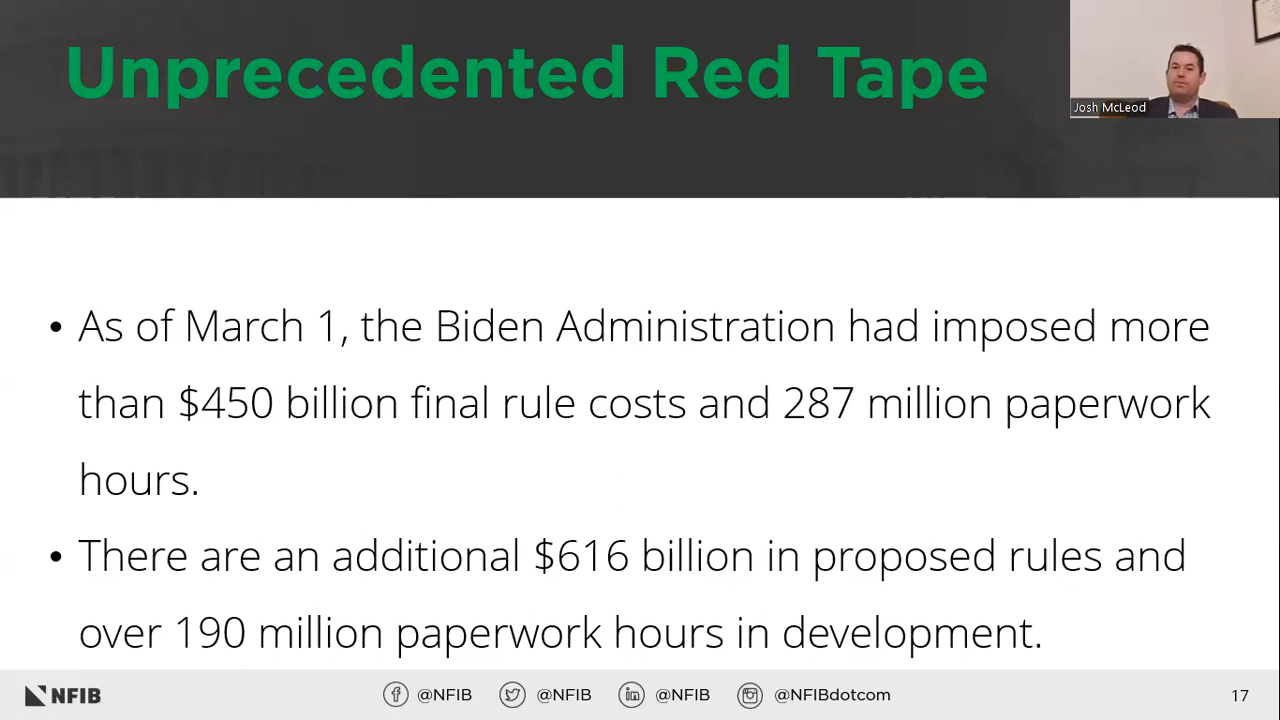 Unprecedented Red Tape
Josh McLeod
• As of March 1, the Biden Administration had imposed more
than $450 billion final rule costs and 287 million paperwork
hours.
• There are an additional $616 billion in proposed rules and
over 190 million paperwork hours in development.
NFIB @NFIB @NFIB @NFIB @NFIBdotcom 17